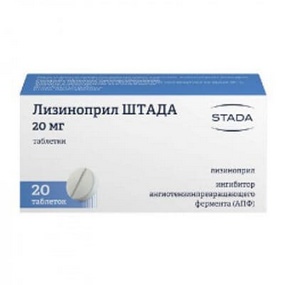 Лизиноприл ШТАДА
20 мг
таблетки
STADA
20
таблеток
лизиноприл
ингибитор
ангиотензинпревращающего
фермента (АПФ)